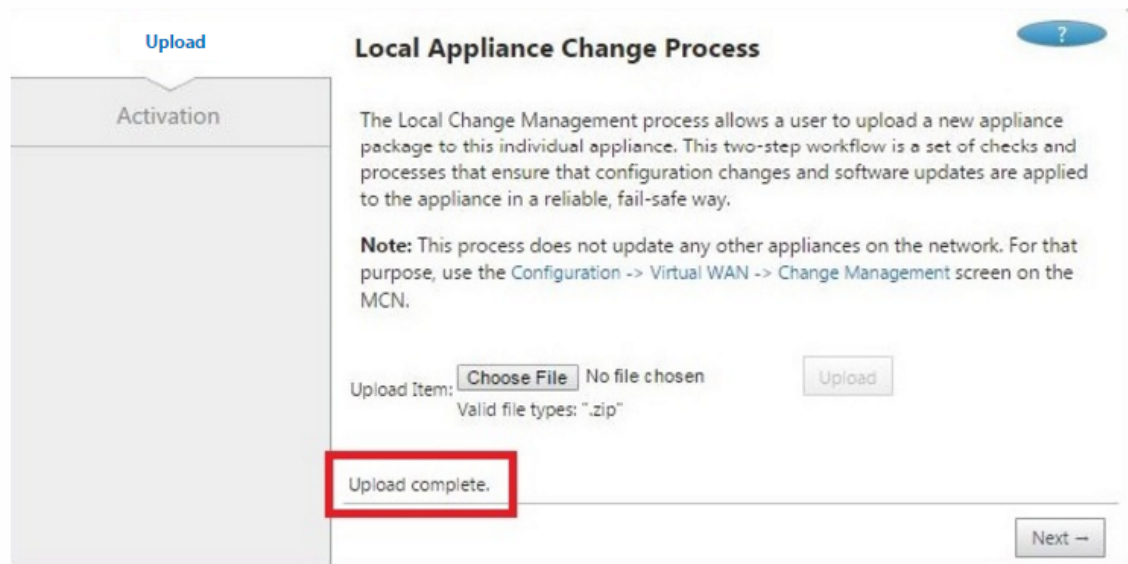 Upload
Activation
Local Appliance Change Process
?
The Local Change Management process allows a user to upload a new appliance
package to this individual appliance. This two-step workflow is a set of checks and
processes that ensure that configuration changes and software updates are applied
to the appliance in a reliable, fail-safe way.
Note: This process does not update any other appliances on the network. For that
purpose, use the Configuration -> Virtual WAN -> Change Management screen on the
MCN.
Upload Item: Choose File No file chosen Upload
Valid file types: ".zip"
Upload complete.
Next →